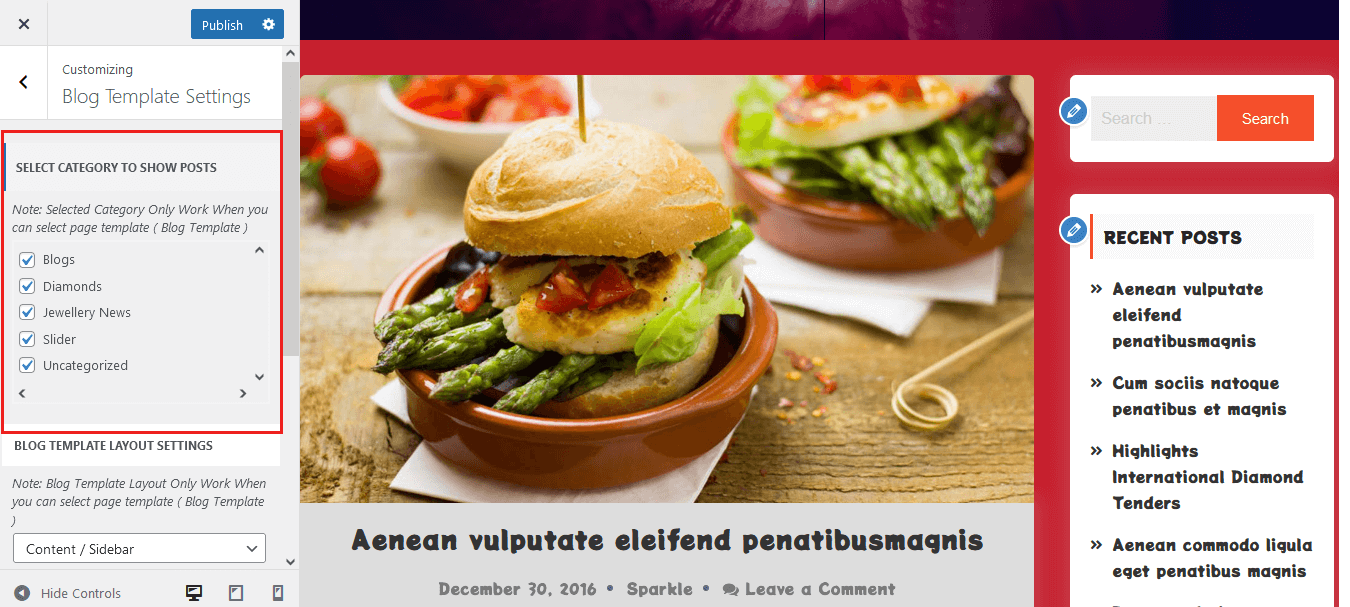 Publish
Customizing
Blog Template Settings
SELECT CATEGORY TO SHOW POSTS
Note: Selected Category Only Work When you
can select page template ( Blog Template )
Blogs
Diamonds
Jewellery News
Slider
Uncategorized
BLOG TEMPLATE LAYOUT SETTINGS
Note: Blog Template Layout Only Work When
you can select page template ( Blog Template
)
Content / Sidebar
Hide Controls
Aenean vulputate eleifend penatibusmagnis
December 30, 2016 • Sparkle • Leave a Comment
Search ...
Search
RECENT POSTS
» Aenean vulputate
eleifend
penatibusmagnis
» Cum sociis natoque
penatibus et magnis
» Highlights
International Diamond
Tenders
» Aenean commodo ligula
eget penatibus magnis